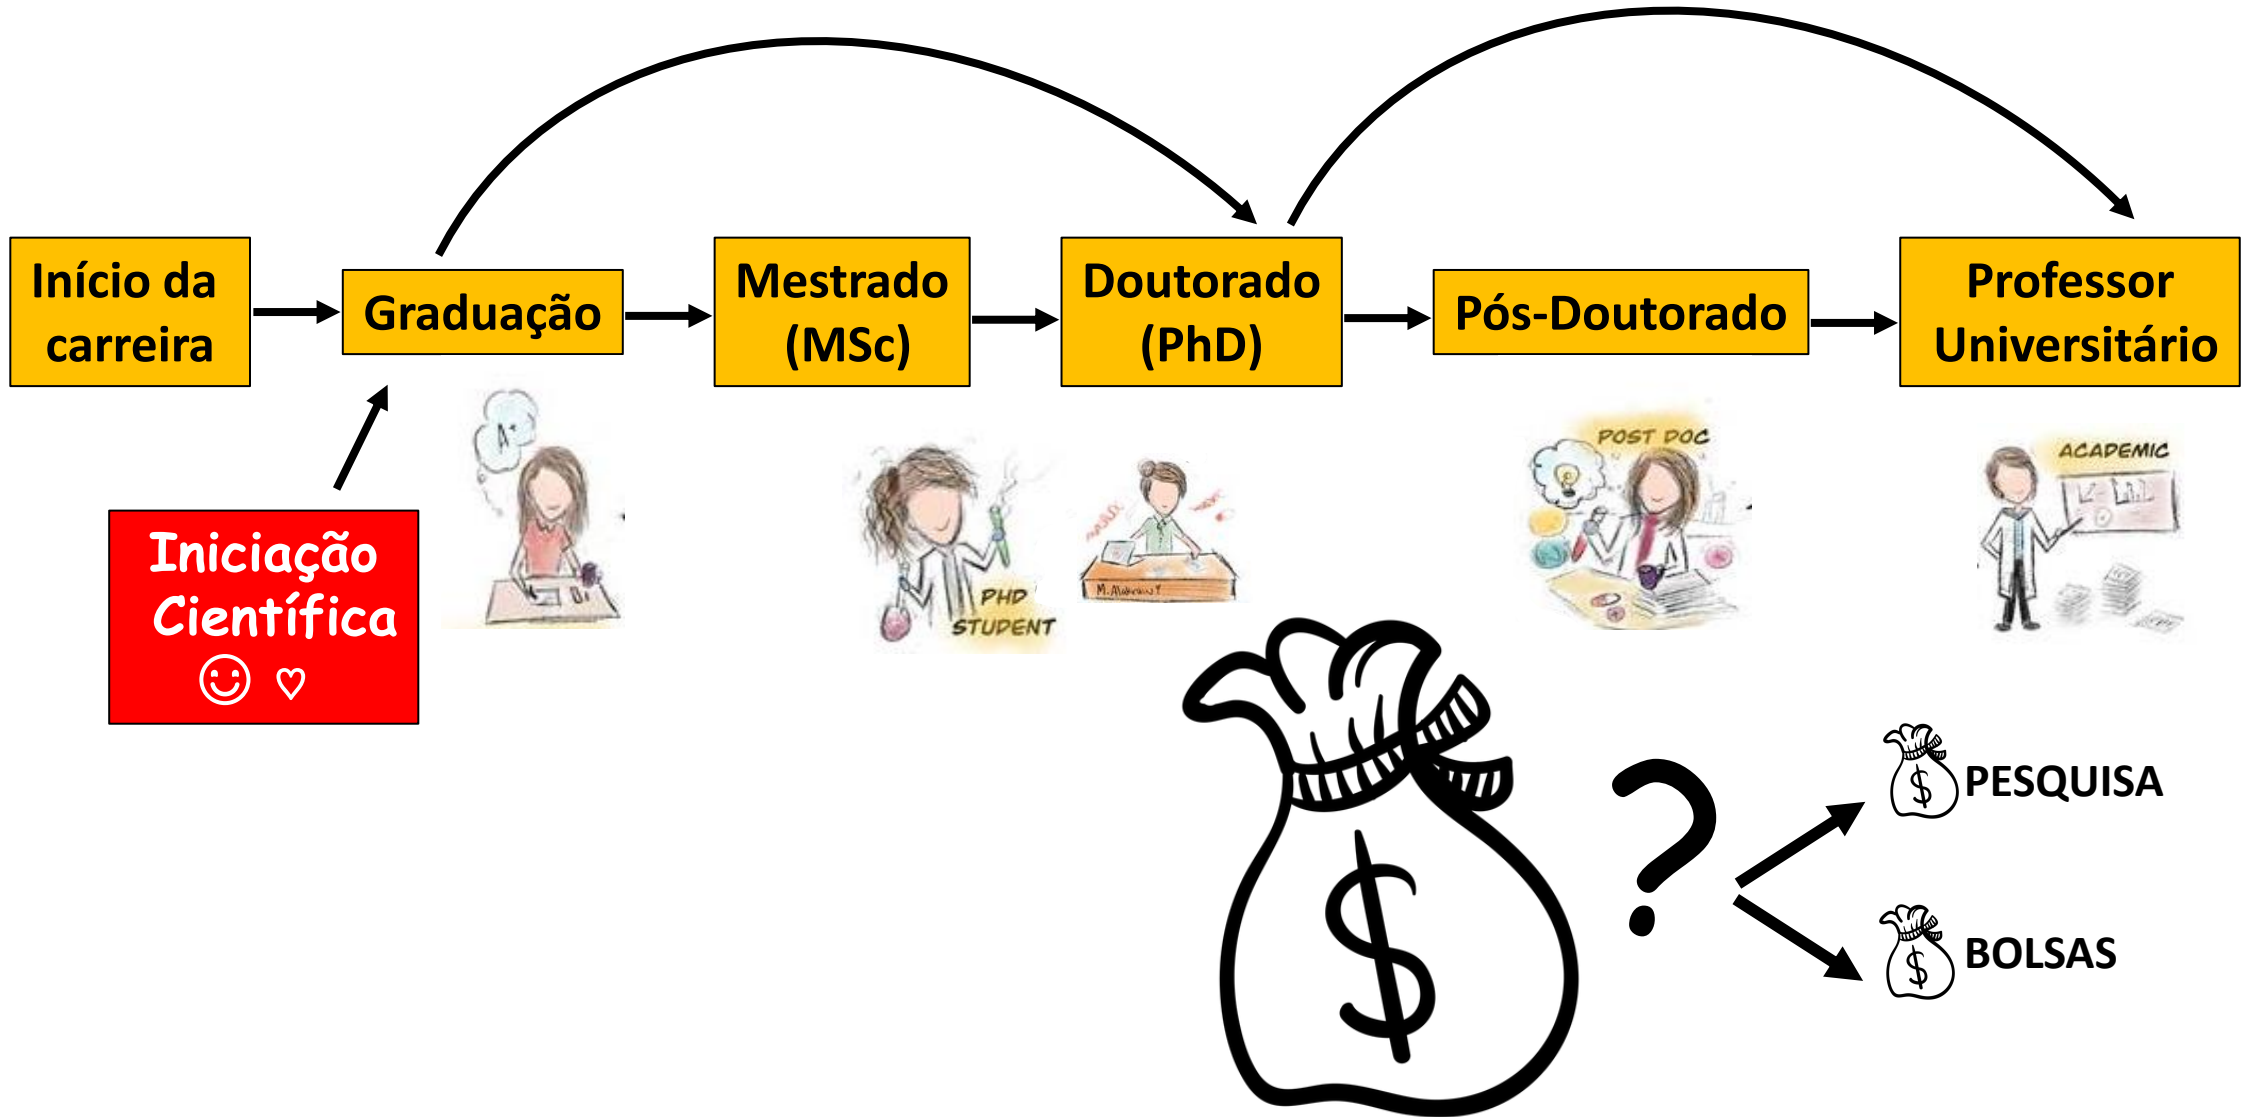 Início da
carreira
Graduação
Mestrado
(MSc)
Doutorado
(PhD)
Pós-Doutorado
Professor
Universitário
Iniciação
Científica
A+
PHD
STUDENT
POST DOC
ACADEMIC
$
?
$ PESQUISA
$ BOLSAS